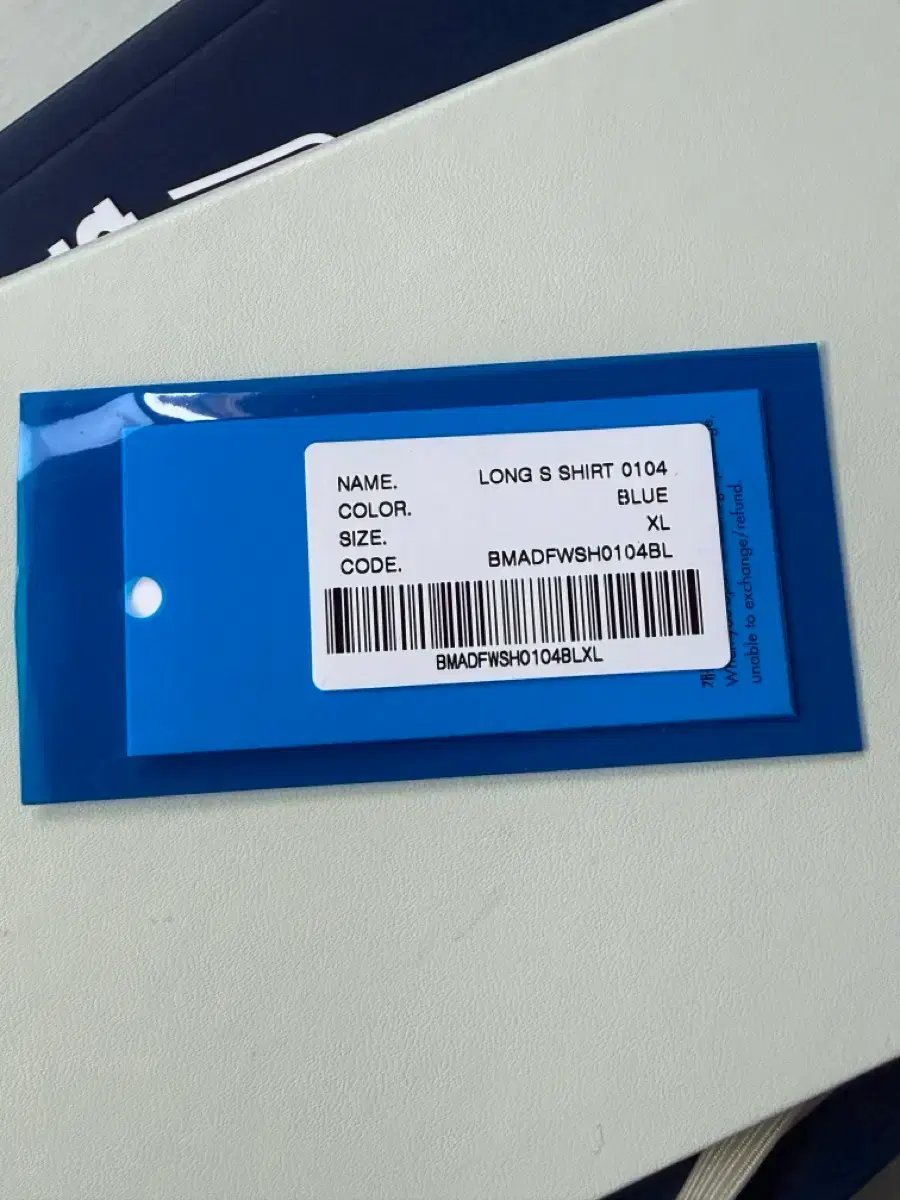 NAME. LONG S SHIRT 0104
COLOR. BLUE
SIZE. XL
CODE. BMADFWSH0104BL
BMADFWSH0104BLXL
unable to exchange/refund.